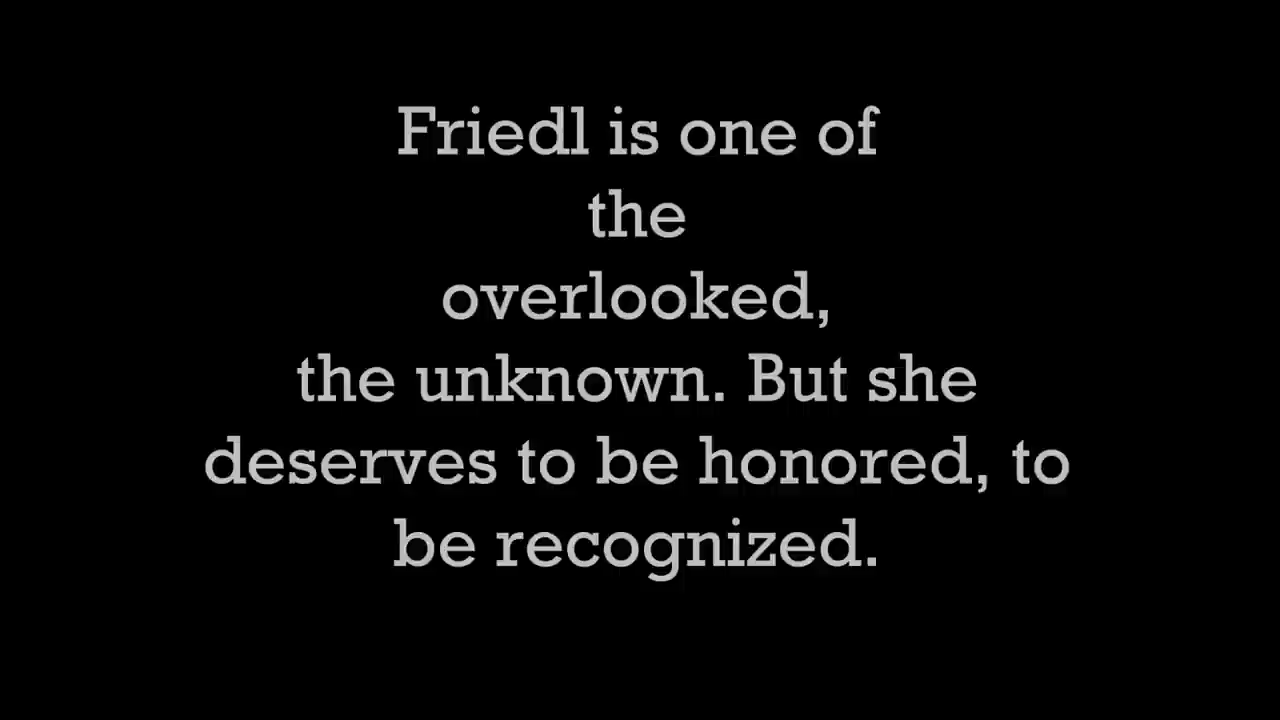 Friedl is one of
the
overlooked,
the unknown. But she
deserves to be honored, to
be recognized.